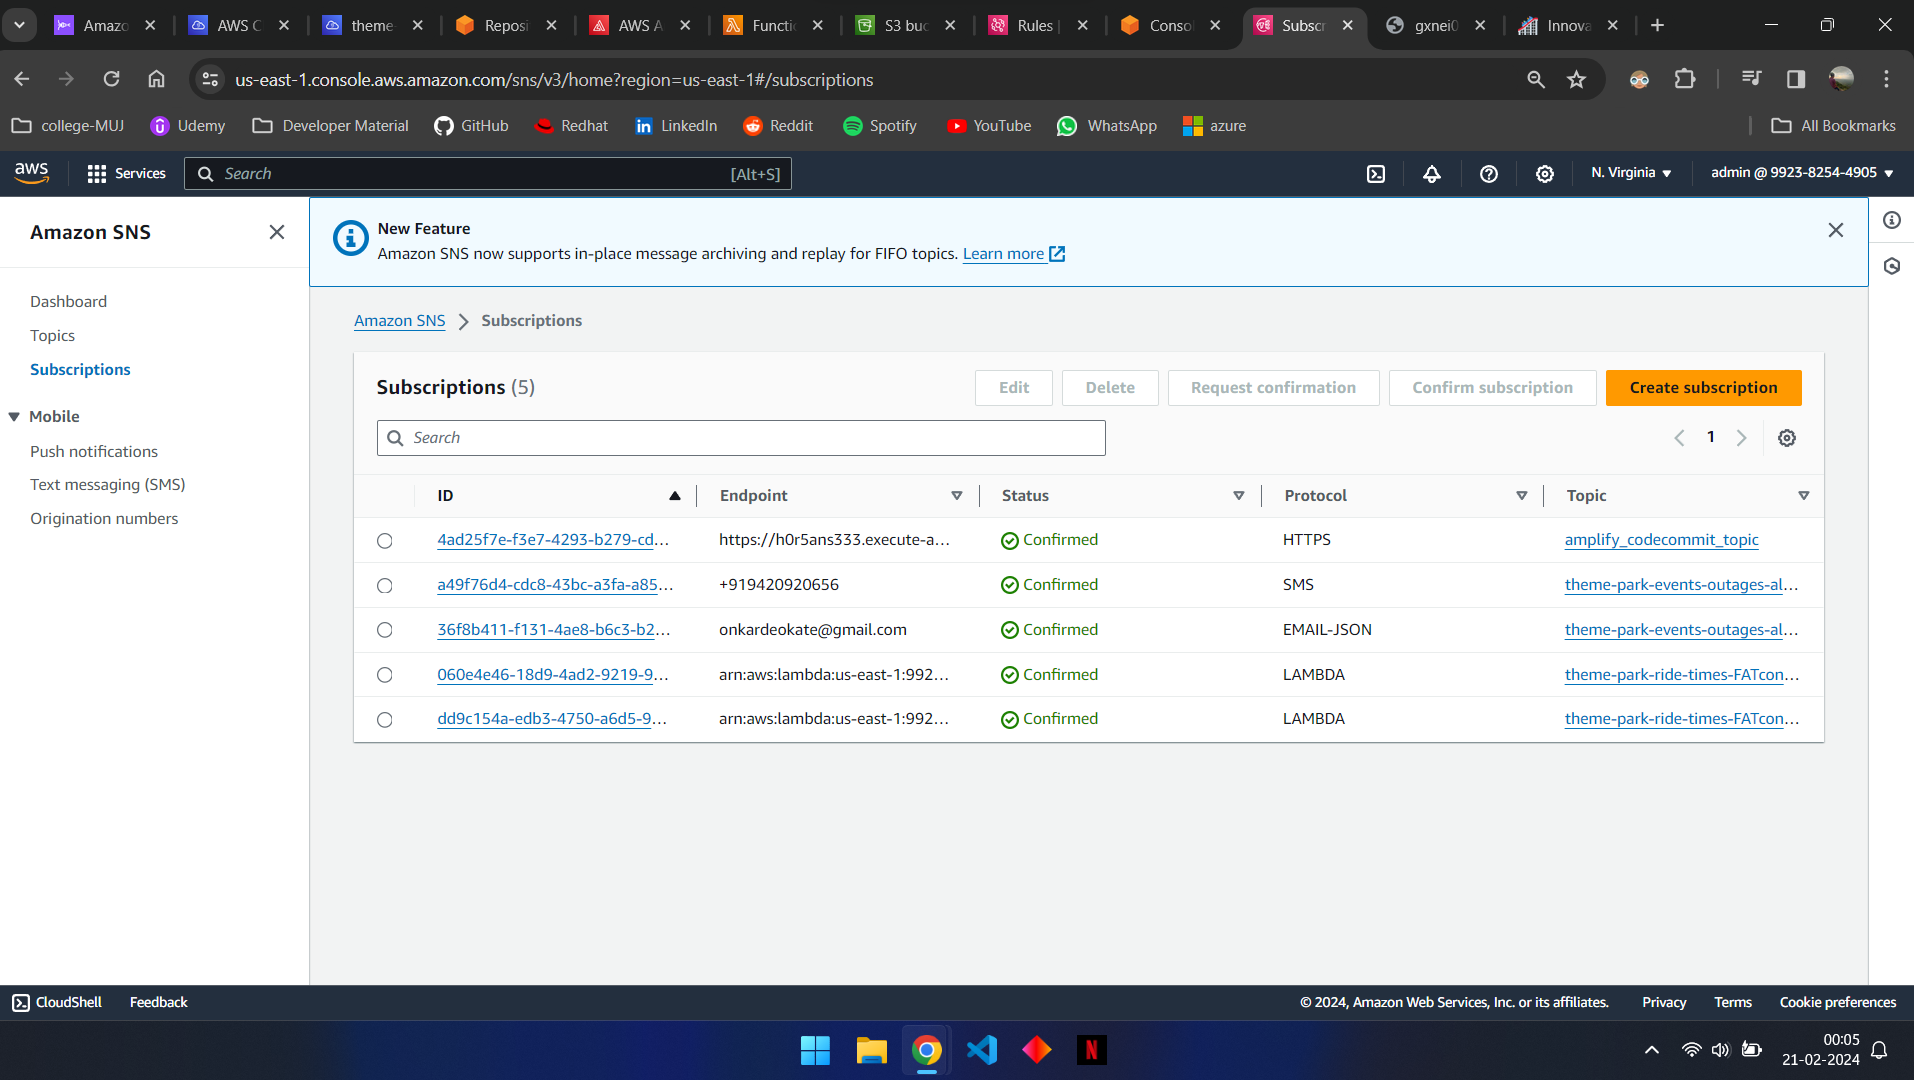 Amazo
AWS C
theme-
Reposi
AWS A
Functio
S3 buc
Rules |
Consol
Subscr
gxnei0
Innova
us-east-1.console.aws.amazon.com/sns/v3/home?region=us-east-1#/subscriptions
college-MUJ
Udemy
Developer Material
GitHub
Redhat
LinkedIn
Reddit
Spotify
YouTube
WhatsApp
azure
All Bookmarks
aws
Services
Search
[Alt+S]
N. Virginia
admin @ 9923-8254-4905
Amazon SNS
Dashboard
Topics
Subscriptions
Mobile
Push notifications
Text messaging (SMS)
Origination numbers
New Feature
Amazon SNS now supports in-place message archiving and replay for FIFO topics. Learn more
Amazon SNS > Subscriptions
Subscriptions (5)
Edit
Delete
Request confirmation
Confirm subscription
Create subscription
Search
1
ID Endpoint Status Protocol Topic
4ad25f7e-f3e7-4293-b279-cd... https://h0r5ans333.execute-a... Confirmed HTTPS amplify_codecommit_topic
a49f76d4-cdc8-43bc-a3fa-a85... +919420920656 Confirmed SMS theme-park-events-outages-al...
36f8b411-f131-4ae8-b6c3-b2... onkardeokate@gmail.com Confirmed EMAIL-JSON theme-park-events-outages-al...
060e4e46-18d9-4ad2-9219-9... arn:aws:lambda:us-east-1:992... Confirmed LAMBDA theme-park-ride-times-FATcon...
dd9c154a-edb3-4750-a6d5-9... arn:aws:lambda:us-east-1:992... Confirmed LAMBDA theme-park-ride-times-FATcon...
CloudShell
Feedback
© 2024, Amazon Web Services, Inc. or its affiliates.
Privacy
Terms
Cookie preferences
00:05
21-02-2024